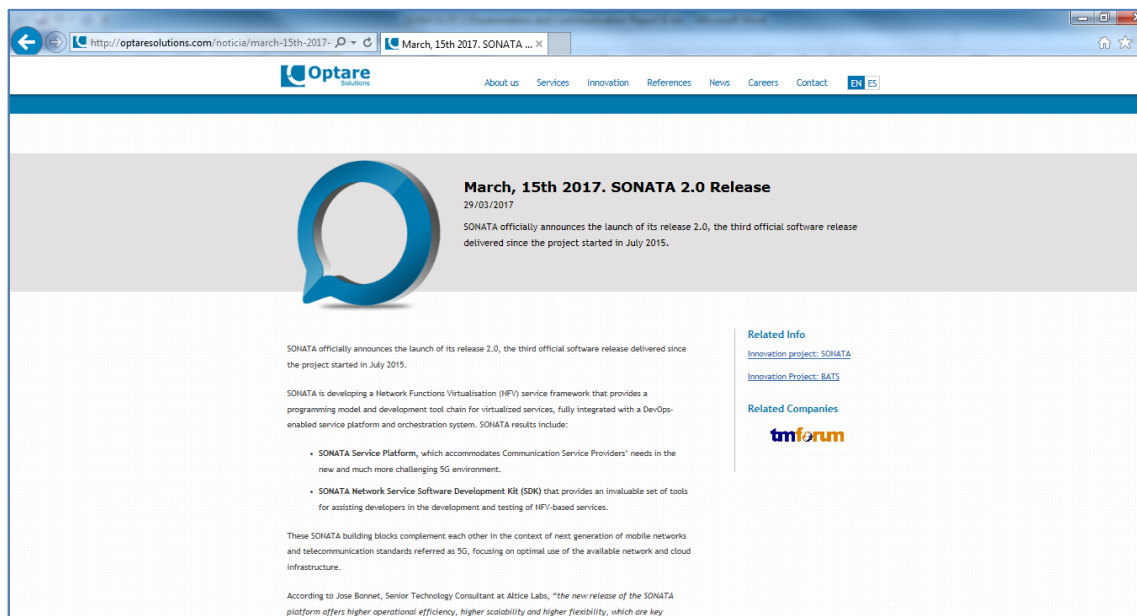 SONATA D7.2 Dissemination and Communication Report
Microsoft Word
http://optaresolutions.com/noticia/march-15th-2017-
March, 15th 2017. SONATA ...
Optare
Solutions
About us Services Innovation References News Careers Contact EN ES
March, 15th 2017. SONATA 2.0 Release
29/03/2017
SONATA officially announces the launch of its release 2.0, the third official software release
delivered since the project started in July 2015.
SONATA officially announces the launch of its release 2.0, the third official software release delivered since
the project started in July 2015.
SONATA is developing a Network Functions Virtualisation (NFV) service framework that provides a
programming model and development tool chain for virtualized services, fully integrated with a DevOps-
enabled service platform and orchestration system. SONATA results include:
• SONATA Service Platform, which accommodates Communication Service Providers' needs in the
new and much more challenging 5G environment.
• SONATA Network Service Software Development Kit (SDK) that provides an invaluable set of tools
for assisting developers in the development and testing of NFV-based services.
These SONATA building blocks complement each other in the context of next generation of mobile networks
and telecommunication standards referred as 5G, focusing on optimal use of the available network and cloud
infrastructure.
According to Jose Bonnet, Senior Technology Consultant at Altice Labs, "the new release of the SONATA
platform offers higher operational efficiency, higher scalability and higher flexibility, which are key
Related Info
Innovation project: SONATA
Innovation Project: BATS
Related Companies
tmforum